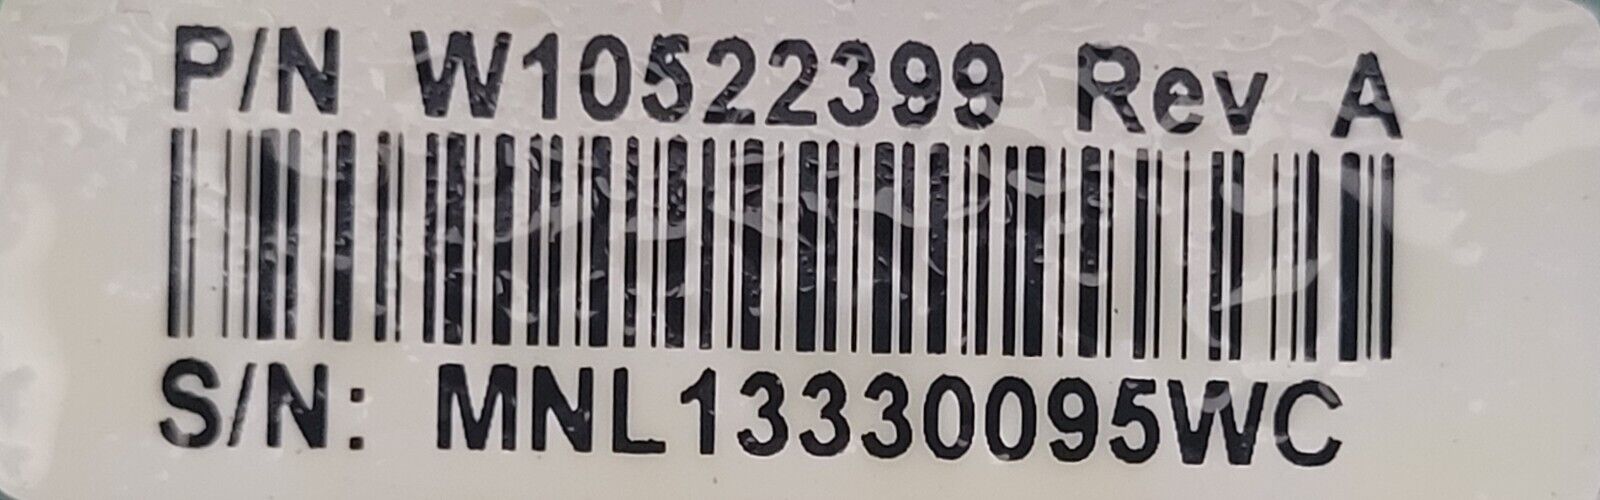 P/N W10522399 Rev A
S/N: MNL13330095WC